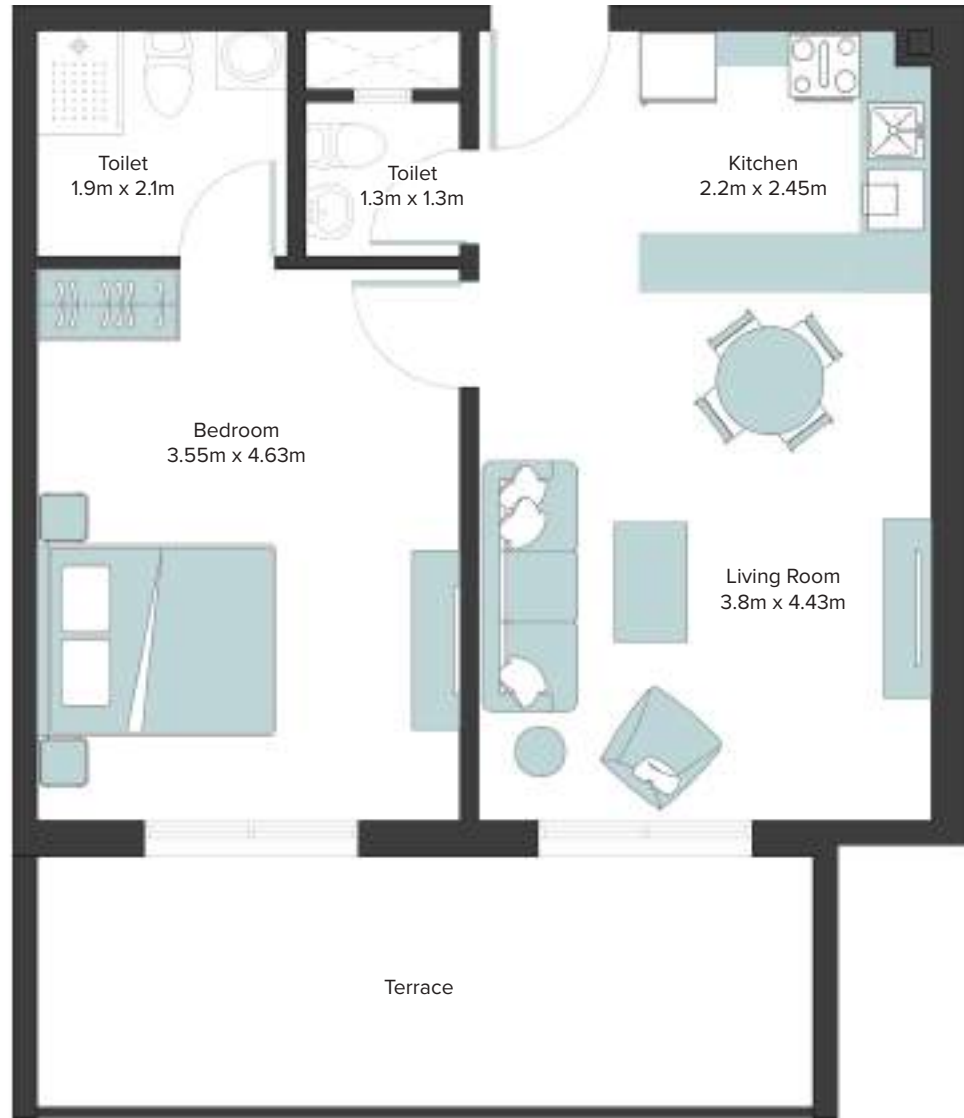 Toilet
1.9m x 2.1m
Toilet
1.3m x 1.3m
Kitchen
2.2m x 2.45m
Bedroom
3.55m x 4.63m
Living Room
3.8m x 4.43m
Terrace